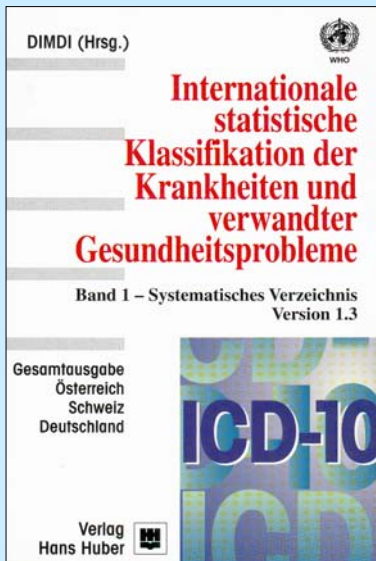 DIMDI (Hrsg.)
WHO
Internationale
statistische
Klassifikation der
Krankheiten und
verwandter
Gesundheitsprobleme
Band 1 – Systematisches Verzeichnis
Version 1.3
Gesamtausgabe
Österreich
Schweiz
Deutschland
ICD-10
ICD
Verlag
Hans Huber